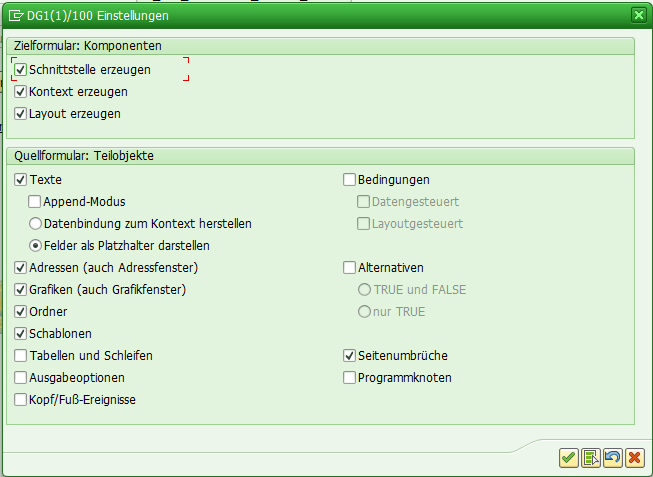 DG1(1)/100 Einstellungen
Zielformular: Komponenten
Schnittstelle erzeugen
Kontext erzeugen
Layout erzeugen
Quellformular: Teilobjekte
Texte
Append-Modus
Datenbindung zum Kontext herstellen
Felder als Platzhalter darstellen
Adressen (auch Adressfenster)
Grafiken (auch Grafikfenster)
Ordner
Schablonen
Tabellen und Schleifen
Ausgabeoptionen
Kopf/Fuß-Ereignisse
Bedingungen
Datengesteuert
Layoutgesteuert
Alternativen
TRUE und FALSE
nur TRUE
Seitenumbrüche
Programmknoten